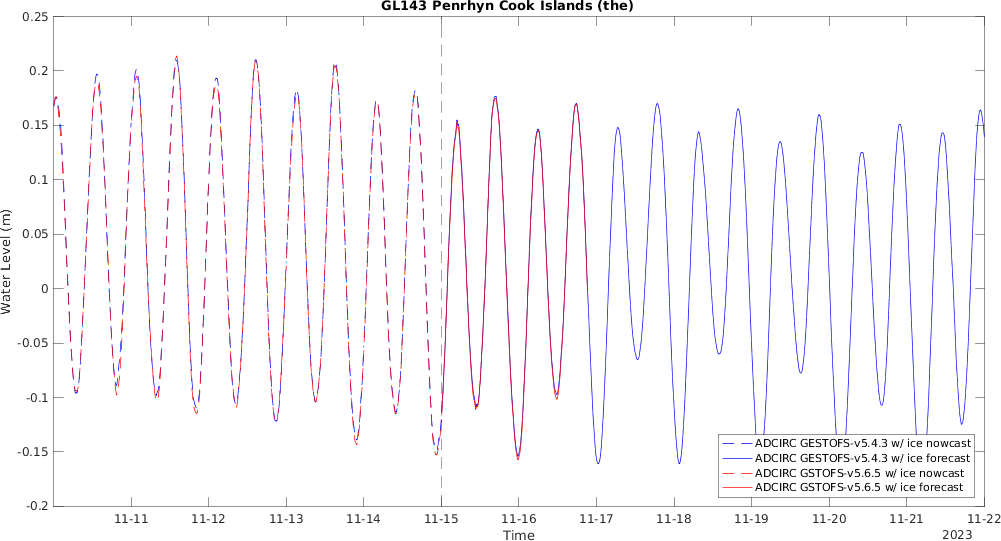 GL143 Penrhyn Cook Islands (the)
0.25
0.2
0.15
0.1
0.05
0
-0.05
-0.1
-0.15
-0.2
Water Level (m)
ADCIRC GESTOFS-v5.4.3 w/ ice nowcast
ADCIRC GESTOFS-v5.4.3 w/ ice forecast
ADCIRC GSTOFS-v5.6.5 w/ ice nowcast
ADCIRC GSTOFS-v5.6.5 w/ ice forecast
11-11 11-12 11-13 11-14 11-15 11-16 11-17 11-18 11-19 11-20 11-21 11-22
Time
2023